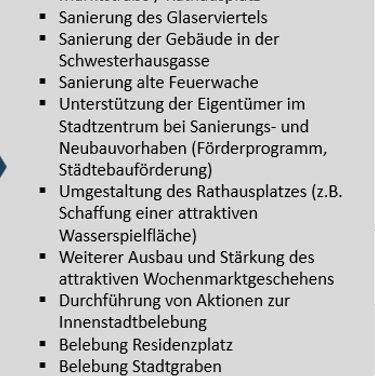 ▪ Sanierung des Glaserviertels
▪ Sanierung der Gebäude in der
Schwesterhausgasse
▪ Sanierung alte Feuerwache
▪ Unterstützung der Eigentümer im
Stadtzentrum bei Sanierungs- und
Neubauvorhaben (Förderprogramm,
Städtebauförderung)
▪ Umgestaltung des Rathausplatzes (z.B.
Schaffung einer attraktiven
Wasserspielfläche)
▪ Weiterer Ausbau und Stärkung des
attraktiven Wochenmarktgeschehens
▪ Durchführung von Aktionen zur
Innenstadtbelebung
▪ Belebung Residenzplatz
▪ Belebung Stadtgraben